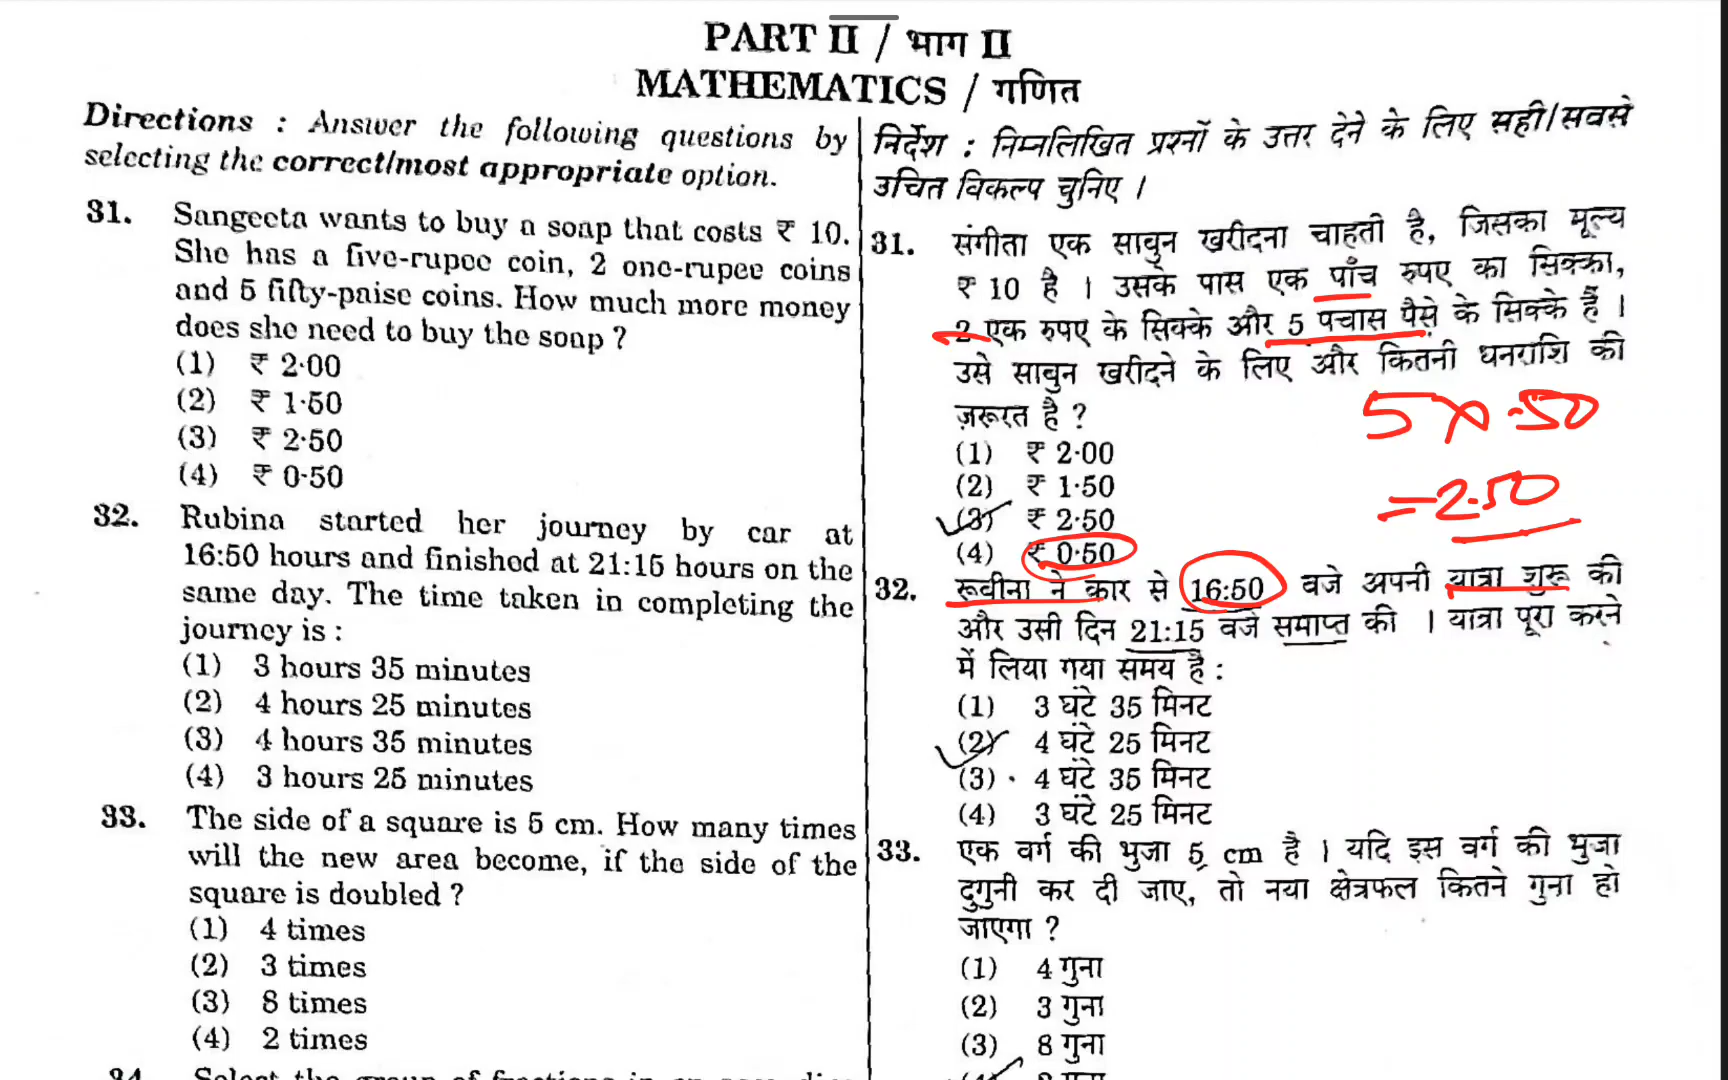 PART II / भाग II
MATHEMATICS / गणित
Directions : Answer the following questions by
selecting the correct/most appropriate option.
31. Sangeeta wants to buy a soap that costs ₹ 10.
She has a five-rupee coin, 2 one-rupee coins
and 5 fifty-paise coins. How much more money
does she need to buy the soap ?
(1) ₹ 2·00
(2) ₹ 1·50
(3) ₹ 2·50
(4) ₹ 0·50
32. Rubina started her journey by car at
16:50 hours and finished at 21:15 hours on the
same day. The time taken in completing the
journey is :
(1) 3 hours 35 minutes
(2) 4 hours 25 minutes
(3) 4 hours 35 minutes
(4) 3 hours 25 minutes
33. The side of a square is 5 cm. How many times
will the new area become, if the side of the
square is doubled ?
(1) 4 times
(2) 3 times
(3) 8 times
(4) 2 times
34. Select the group of fractions in
निर्देश : निम्नलिखित प्रश्नों के उत्तर देने के लिए सही/सबसे
उचित विकल्प चुनिए ।
31. संगीता एक साबुन खरीदना चाहती है, जिसका मूल्य
₹ 10 है । उसके पास एक पाँच रुपए का सिक्का,
2 एक रुपए के सिक्के और 5 पचास पैसे के सिक्के हैं ।
उसे साबुन खरीदने के लिए और कितनी धनराशि की
ज़रूरत है ?
5 × ·50
(1) ₹ 2·00
(2) ₹ 1·50
= 2·50
(3) ₹ 2·50
(4) ₹ 0·50
32. रूबीना ने कार से 16:50 बजे अपनी यात्रा शुरू की
और उसी दिन 21:15 बजे समाप्त की । यात्रा पूरा करने
में लिया गया समय है :
(1) 3 घंटे 35 मिनट
(2) 4 घंटे 25 मिनट
(3) 4 घंटे 35 मिनट
(4) 3 घंटे 25 मिनट
33. एक वर्ग की भुजा 5 cm है । यदि इस वर्ग की भुजा
दुगुनी कर दी जाए, तो नया क्षेत्रफल कितने गुना हो
जाएगा ?
(1) 4 गुना
(2) 3 गुना
(3) 8 गुना